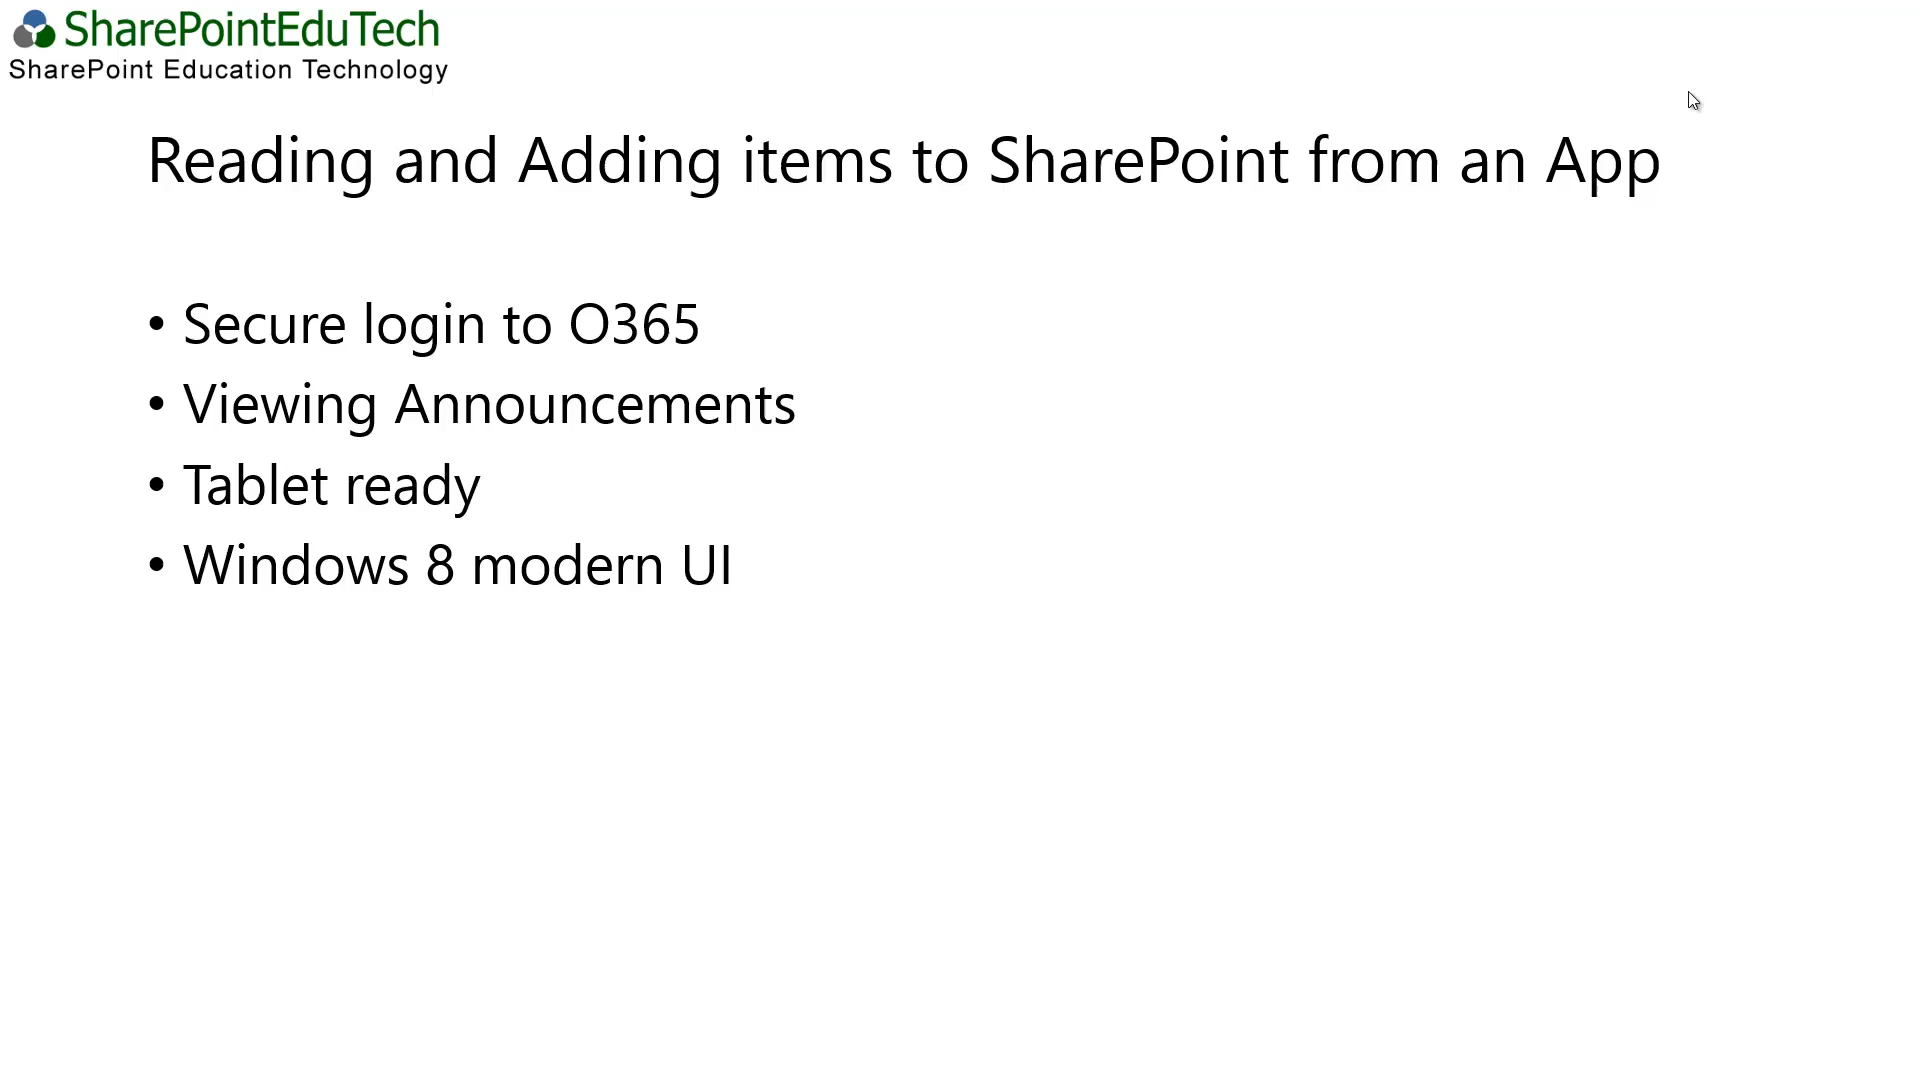 SharePointEduTech
SharePoint Education Technology
Reading and Adding items to SharePoint from an App
• Secure login to O365
• Viewing Announcements
• Tablet ready
• Windows 8 modern UI